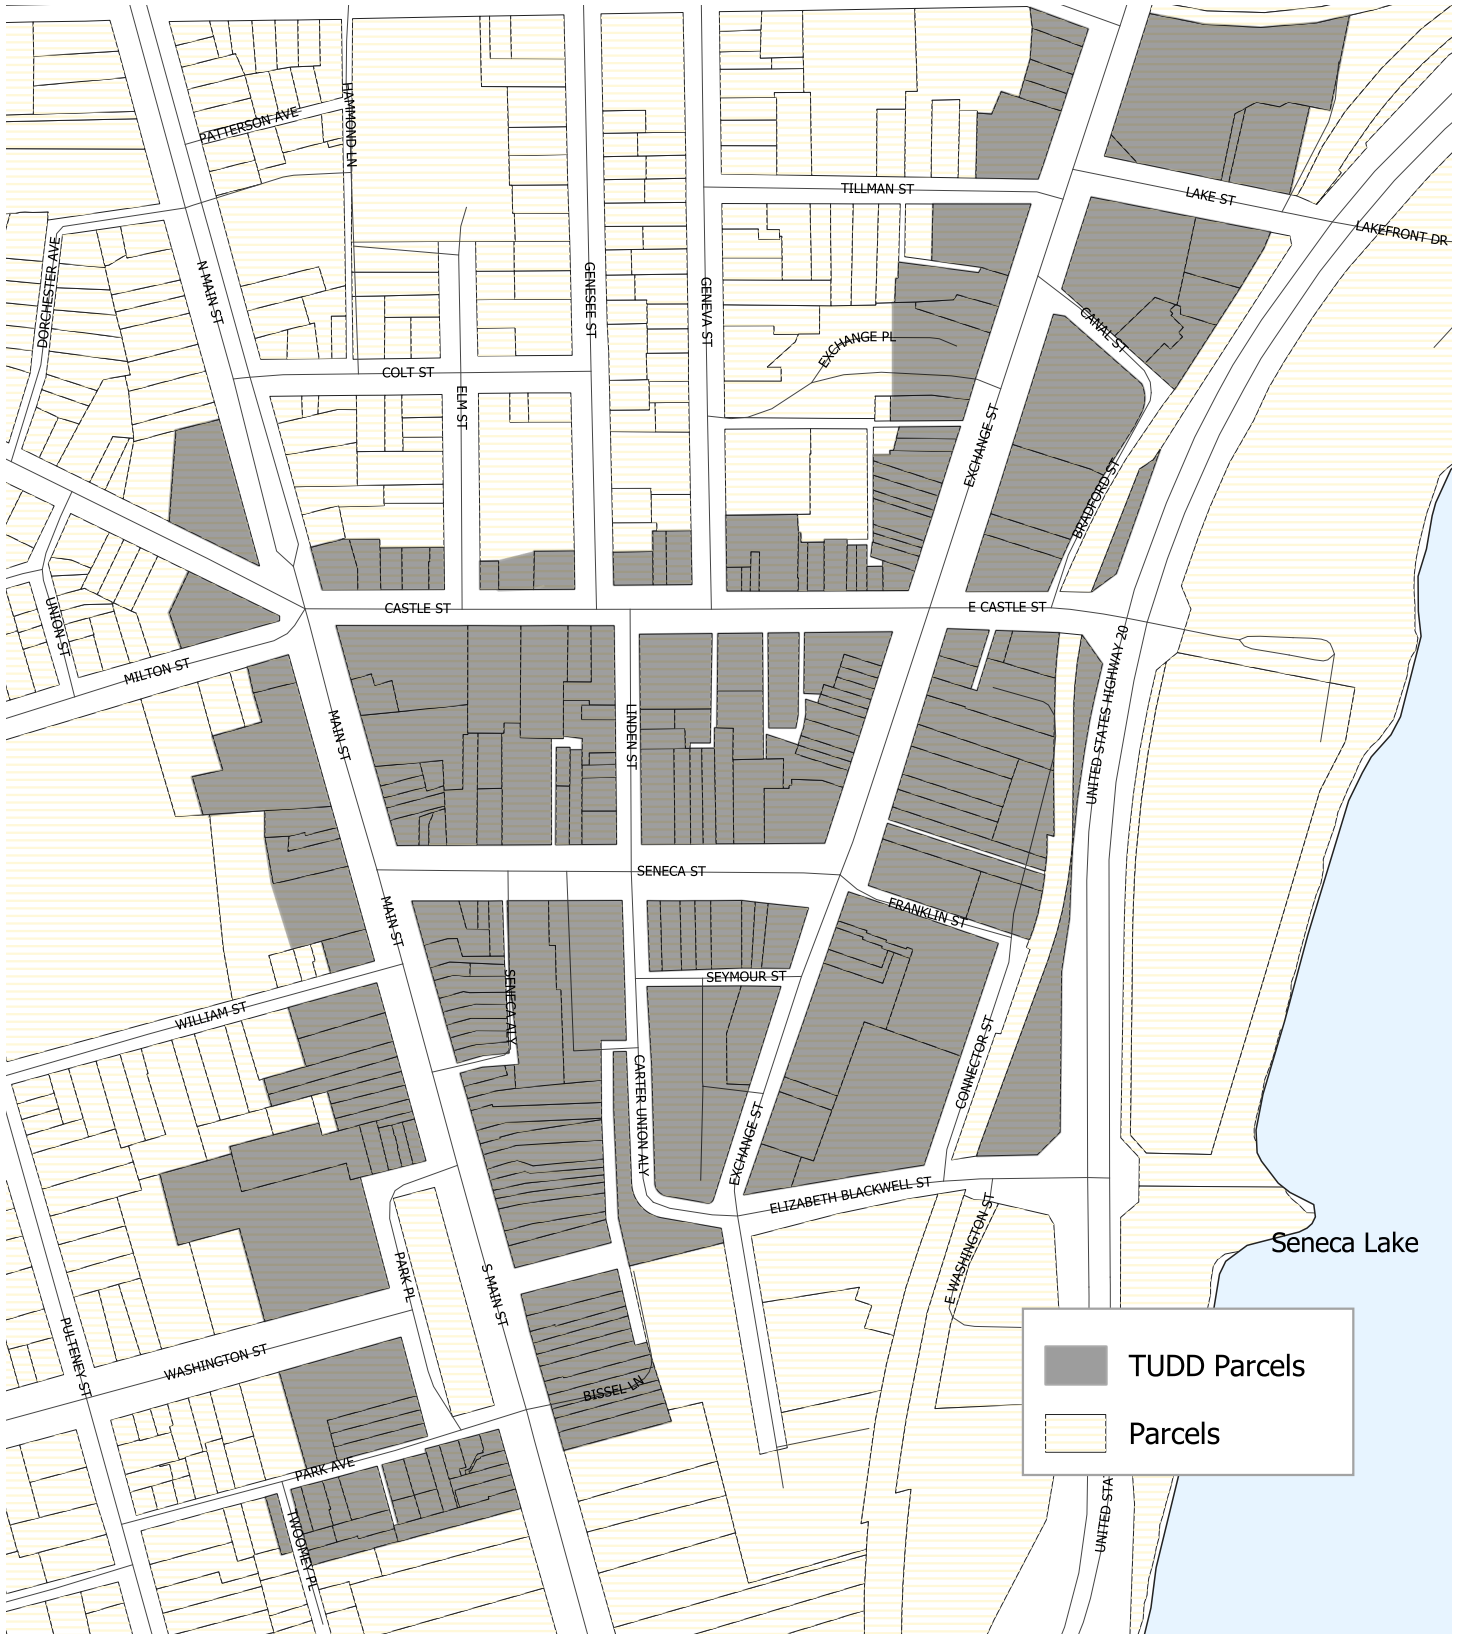 HAMMOND LN
PATTERSON AVE
TILLMAN ST
LAKE ST
LAKEFRONT DR
DORCHESTER AVE
N MAIN ST
GENESEE ST
GENEVA ST
CANAL ST
EXCHANGE PL
COLT ST
ELM ST
EXCHANGE ST
BRADFORD ST
CASTLE ST
E CASTLE ST
UNION ST
MILTON ST
UNITED STATES HIGHWAY 20
MAIN ST
LINDEN ST
SENECA ST
MAIN ST
FRANKLIN ST
SEYMOUR ST
SENECA ALY
WILLIAM ST
CONNECTOR ST
CARTER UNION ALY
EXCHANGE ST
ELIZABETH BLACKWELL ST
E WASHINGTON ST
Seneca Lake
PARK PL
S MAIN ST
PULTENEY ST
WASHINGTON ST
BISSEL LN
TUDD Parcels
Parcels
PARK AVE
TWOOMEY PL
UNITED STA